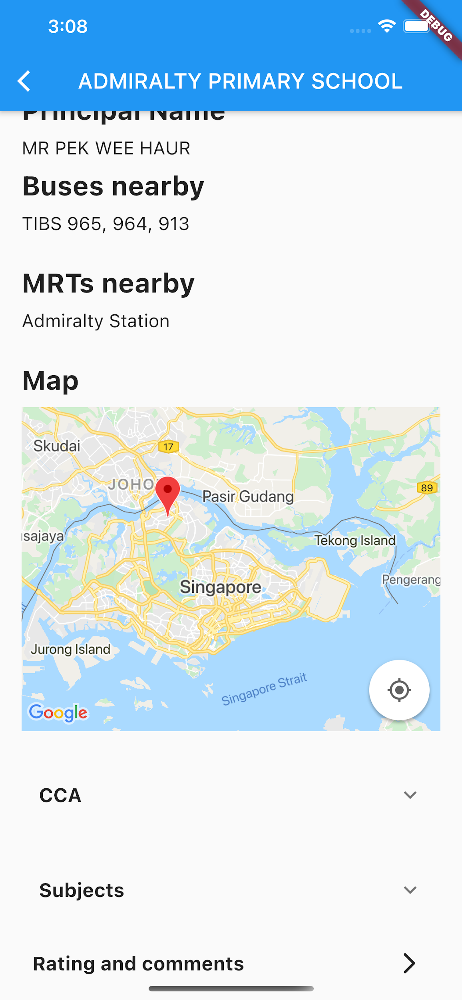 3:08
DEBUG
ADMIRALTY PRIMARY SCHOOL
Principal Name
MR PEK WEE HAUR
Buses nearby
TIBS 965, 964, 913
MRTs nearby
Admiralty Station
Map
Skudai
17
JOHO
Pasir Gudang
89
Tekong Island
Pengerang
Singapore
Jurong Island
Singapore Strait
Google
CCA
Subjects
Rating and comments